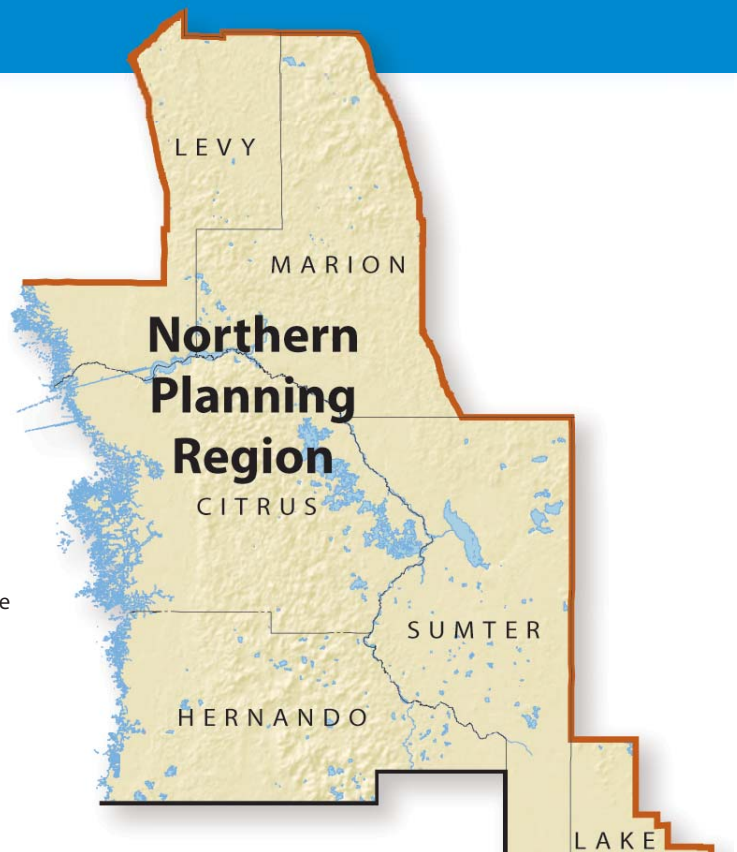 LEVY
MARION
Northern
Planning
Region
CITRUS
e
SUMTER
HERNANDO
LAKE